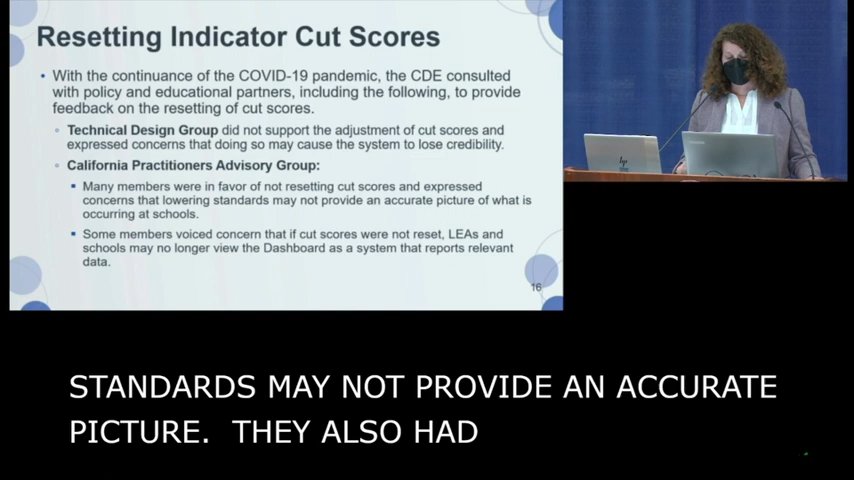 Resetting Indicator Cut Scores
• With the continuance of the COVID-19 pandemic, the CDE consulted
with policy and educational partners, including the following, to provide
feedback on the resetting of cut scores.
Technical Design Group did not support the adjustment of cut scores and
expressed concerns that doing so may cause the system to lose credibility.
California Practitioners Advisory Group:
▪ Many members were in favor of not resetting cut scores and expressed
concerns that lowering standards may not provide an accurate picture of what is
occurring at schools.
▪ Some members voiced concern that if cut scores were not reset, LEAs and
schools may no longer view the Dashboard as a system that reports relevant
data.
16
hp
STANDARDS MAY NOT PROVIDE AN ACCURATE
PICTURE.  THEY ALSO HAD